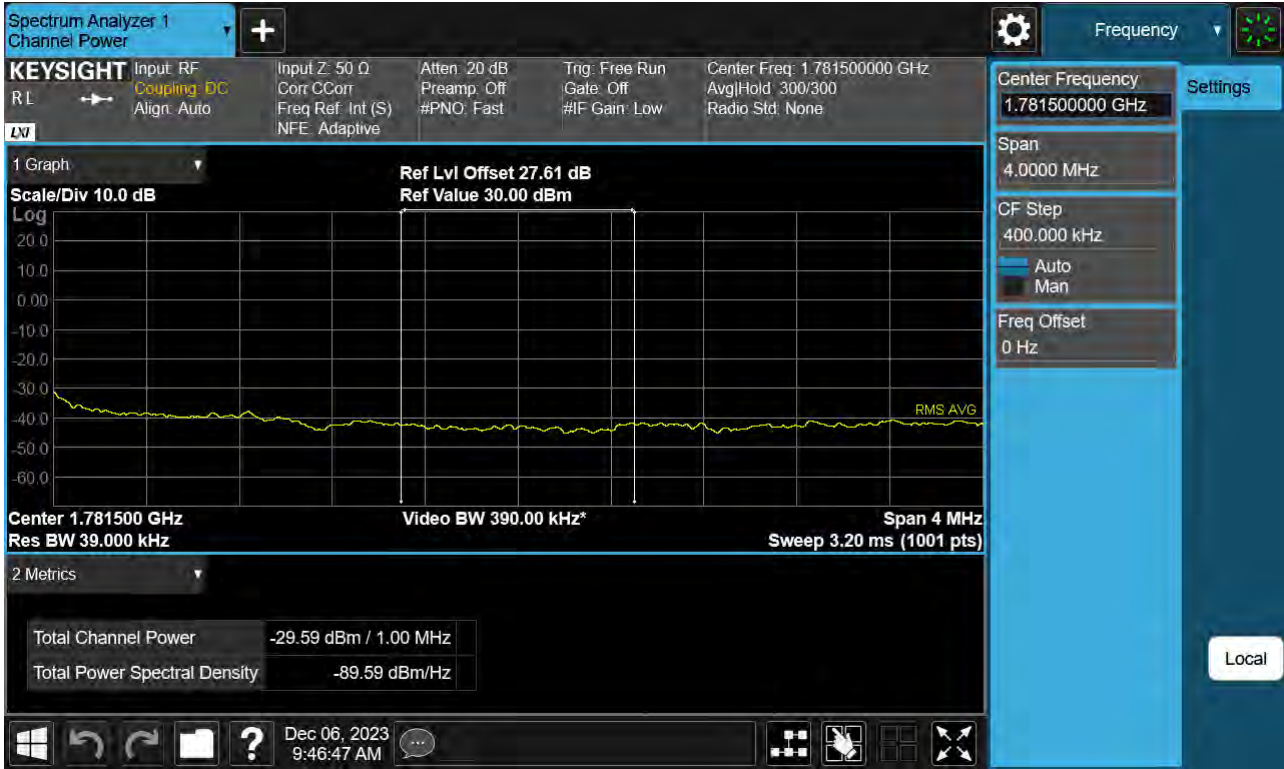 Spectrum Analyzer 1
Channel Power
+
Frequency
KEYSIGHT
R L
LXI
Input: RF
Coupling: DC
Align: Auto
Input Z: 50 Ω
Corr CCorr
Freq Ref: Int (S)
NFE: Adaptive
Atten: 20 dB
Preamp: Off
#PNO: Fast
Trig: Free Run
Gate: Off
#IF Gain: Low
Center Freq: 1.781500000 GHz
Avg|Hold: 300/300
Radio Std: None
Center Frequency
1.781500000 GHz
Settings
Span
4.0000 MHz
CF Step
400.000 kHz
Auto
Man
Freq Offset
0 Hz
1 Graph
Scale/Div 10.0 dB
Ref Lvl Offset 27.61 dB
Ref Value 30.00 dBm
Log
20.0
10.0
0.00
-10.0
-20.0
-30.0
-40.0
-50.0
-60.0
RMS AVG
Center 1.781500 GHz
Video BW 390.00 kHz*
Span 4 MHz
Res BW 39.000 kHz
Sweep 3.20 ms (1001 pts)
2 Metrics
Total Channel Power -29.59 dBm / 1.00 MHz
Total Power Spectral Density -89.59 dBm/Hz
Local
?
Dec 06, 2023
9:46:47 AM